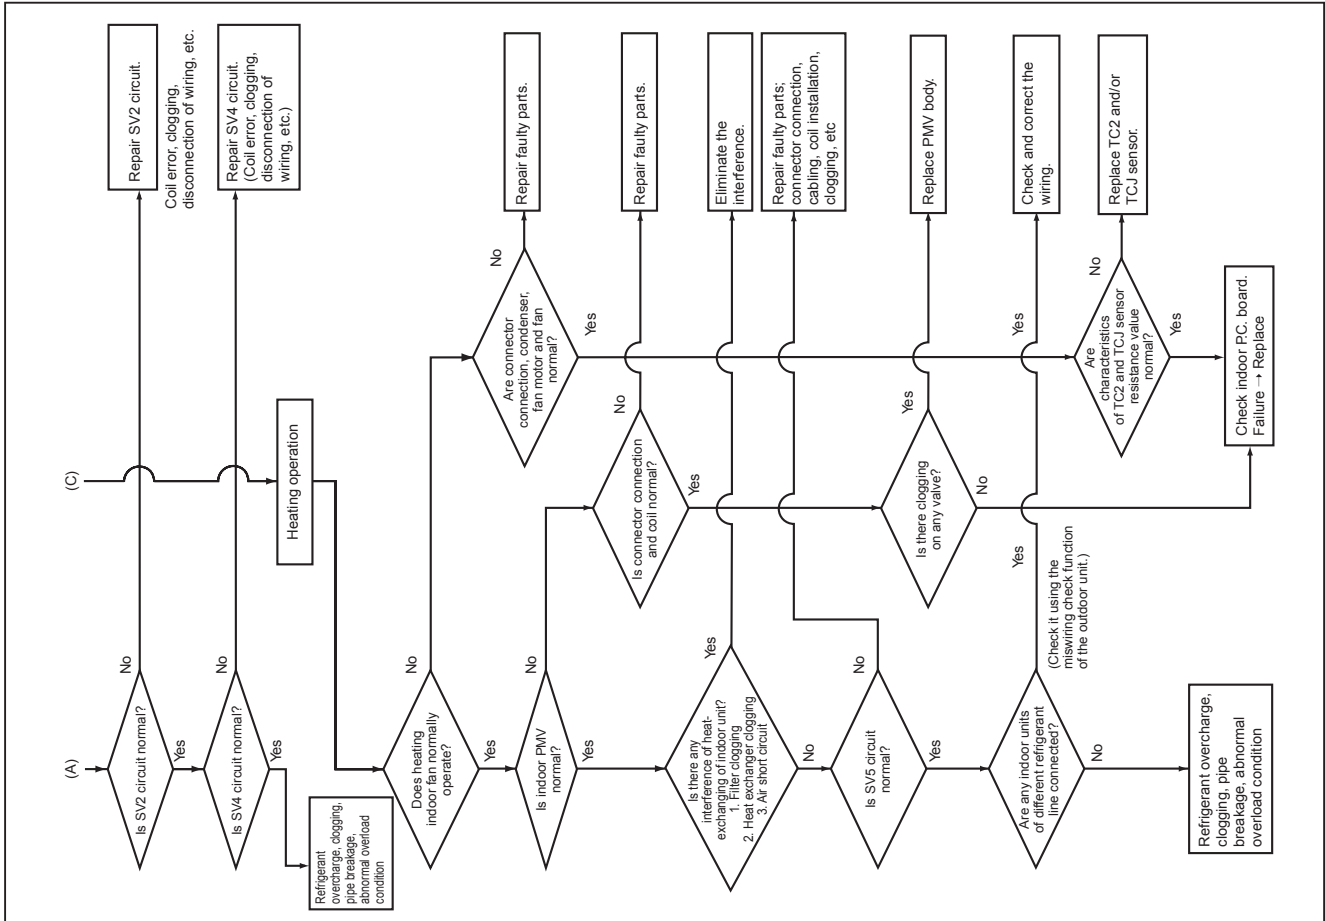 (A)
Is SV2 circuit normal?
No
Yes
Repair SV2 circuit.
Coil error, clogging,
disconnection of wiring, etc.
Is SV4 circuit normal?
No
Yes
Repair SV4 circuit.
(Coil error, clogging,
disconnection of
wiring, etc.)
Refrigerant
overcharge, clogging,
pipe breakage,
abnormal overload
condition
(C)
Heating operation
Does heating
indoor fan normally
operate?
No
Yes
Are connector
connection, condenser,
fan motor and fan
normal?
No
Yes
Repair faulty parts.
Is indoor PMV
normal?
No
Yes
Is connector connection
and coil normal?
No
Yes
Repair faulty parts.
Is there any
interference of heat-
exchanging of indoor unit?
1. Filter clogging
2. Heat exchanger clogging
3. Air short circuit
Yes
No
Eliminate the
interference.
Is SV5 circuit
normal?
No
Yes
Repair faulty parts;
connector connection,
cabling, coil installation,
clogging, etc
Is there clogging
on any valve?
Yes
No
Replace PMV body.
Are any indoor units
of different refrigerant
line connected?
Yes
Yes
No
(Check it using the
miswiring check function
of the outdoor unit.)
Check and correct the
wiring.
Are
characteristics
of TC2 and TCJ sensor
resistance value
normal?
No
Yes
Replace TC2 and/or
TCJ sensor.
Check indoor P.C. board.
Failure → Replace
Refrigerant overcharge,
clogging, pipe
breakage, abnormal
overload condition